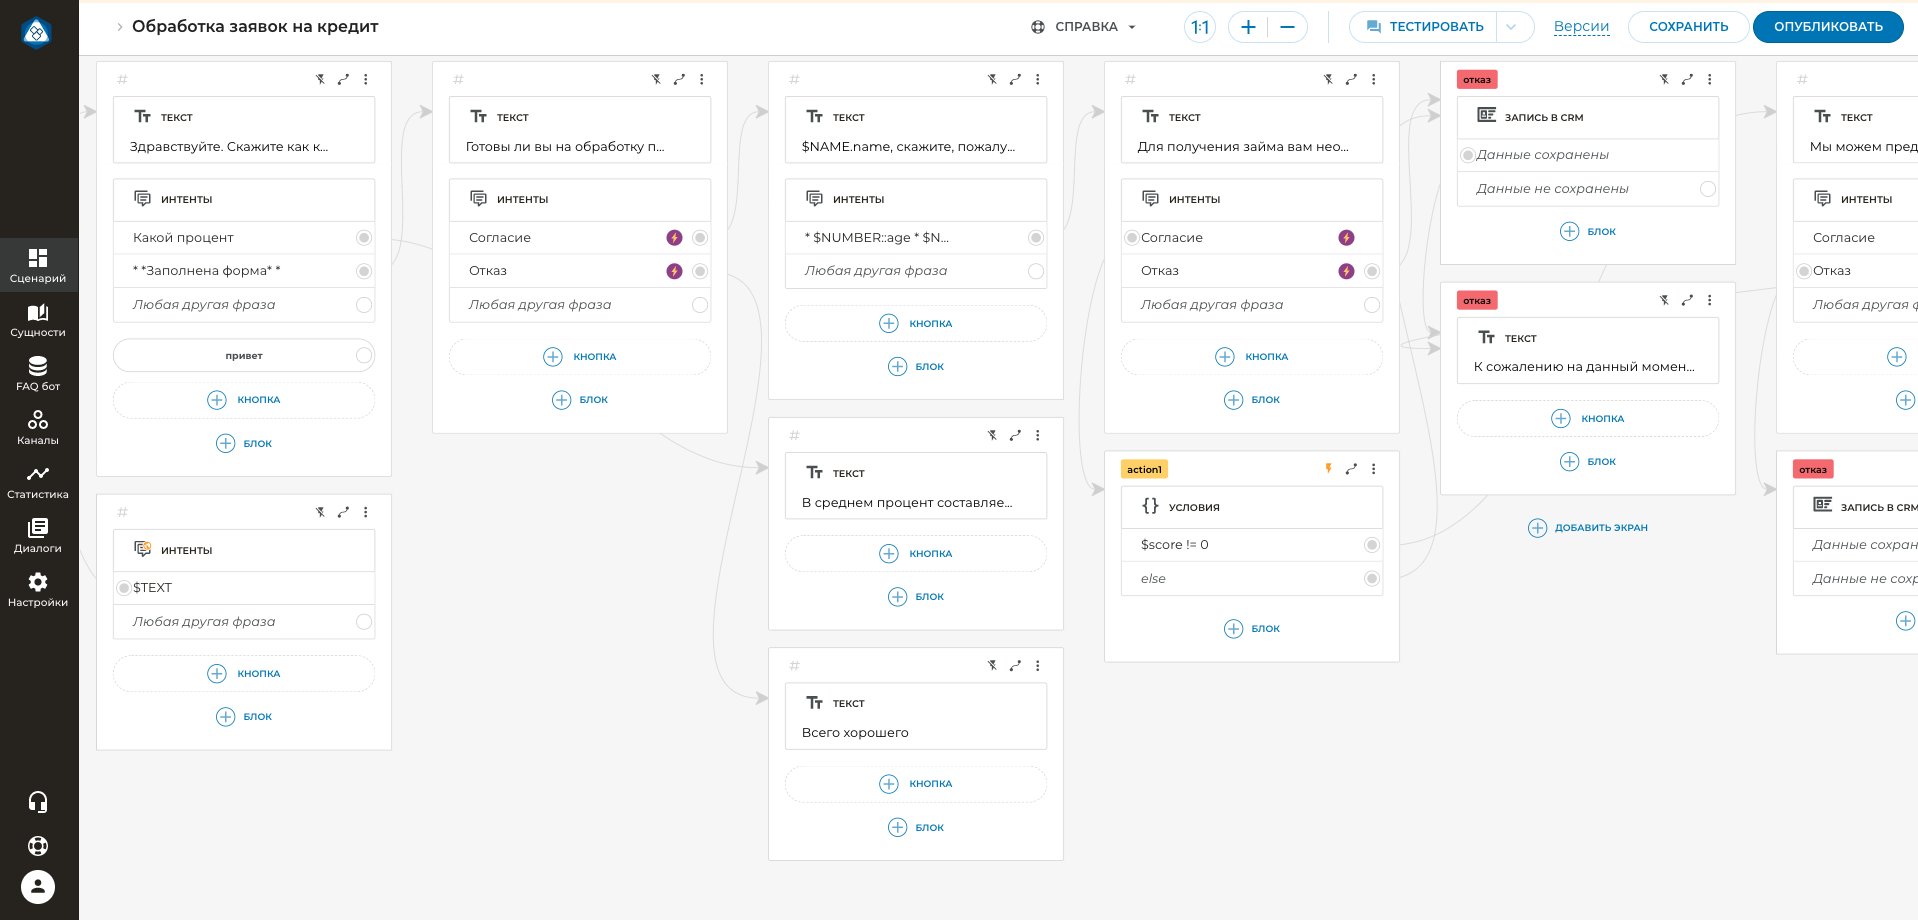 Обработка заявок на кредит
СПРАВКА
1:1
ТЕСТИРОВАТЬ
Версии
СОХРАНИТЬ
ОПУБЛИКОВАТЬ
Сценарий
Сущности
FAQ бот
Каналы
Статистика
Диалоги
Настройки
#
ТЕКСТ
Здравствуйте. Скажите как к...
ИНТЕНТЫ
Какой процент
* *Заполнена форма* *
Любая другая фраза
привет
КНОПКА
БЛОК
#
ИНТЕНТЫ
$TEXT
Любая другая фраза
КНОПКА
БЛОК
#
ТЕКСТ
Готовы ли вы на обработку п...
ИНТЕНТЫ
Согласие
Отказ
Любая другая фраза
КНОПКА
БЛОК
#
ТЕКСТ
$NAME.name, скажите, пожалу...
ИНТЕНТЫ
* $NUMBER::age * $N...
Любая другая фраза
КНОПКА
БЛОК
#
ТЕКСТ
В среднем процент составляе...
КНОПКА
БЛОК
#
ТЕКСТ
Всего хорошего
КНОПКА
БЛОК
#
ТЕКСТ
Для получения займа вам нео...
ИНТЕНТЫ
Согласие
Отказ
Любая другая фраза
КНОПКА
БЛОК
action1
УСЛОВИЯ
$score != 0
else
БЛОК
отказ
ЗАПИСЬ В CRM
Данные сохранены
Данные не сохранены
БЛОК
отказ
ТЕКСТ
К сожалению на данный момен...
КНОПКА
БЛОК
ДОБАВИТЬ ЭКРАН
#
ТЕКСТ
Мы можем пред
ИНТЕНТЫ
Согласие
Отказ
Любая другая ф
отказ
ЗАПИСЬ В CRM
Данные сохран
Данные не сохр